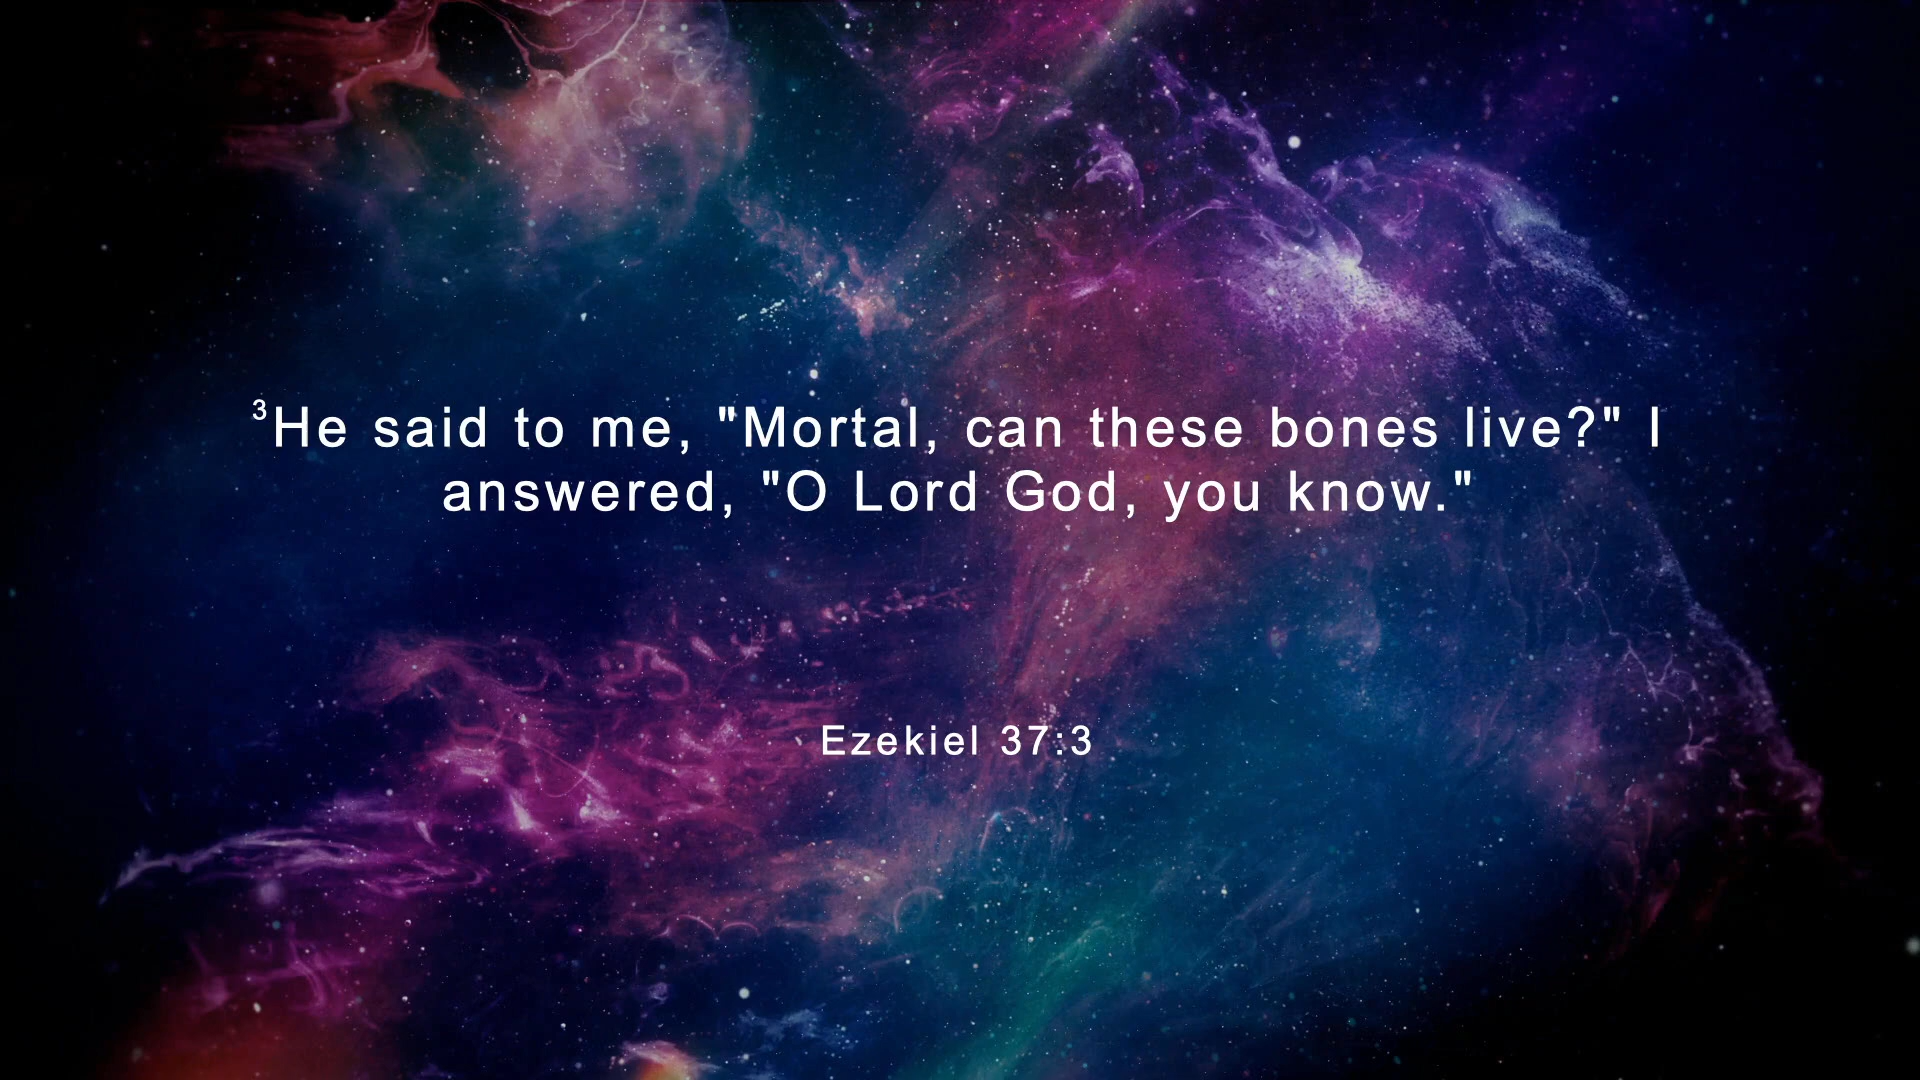 ³He said to me, "Mortal, can these bones live?" I
answered, "O Lord God, you know."
Ezekiel 37:3